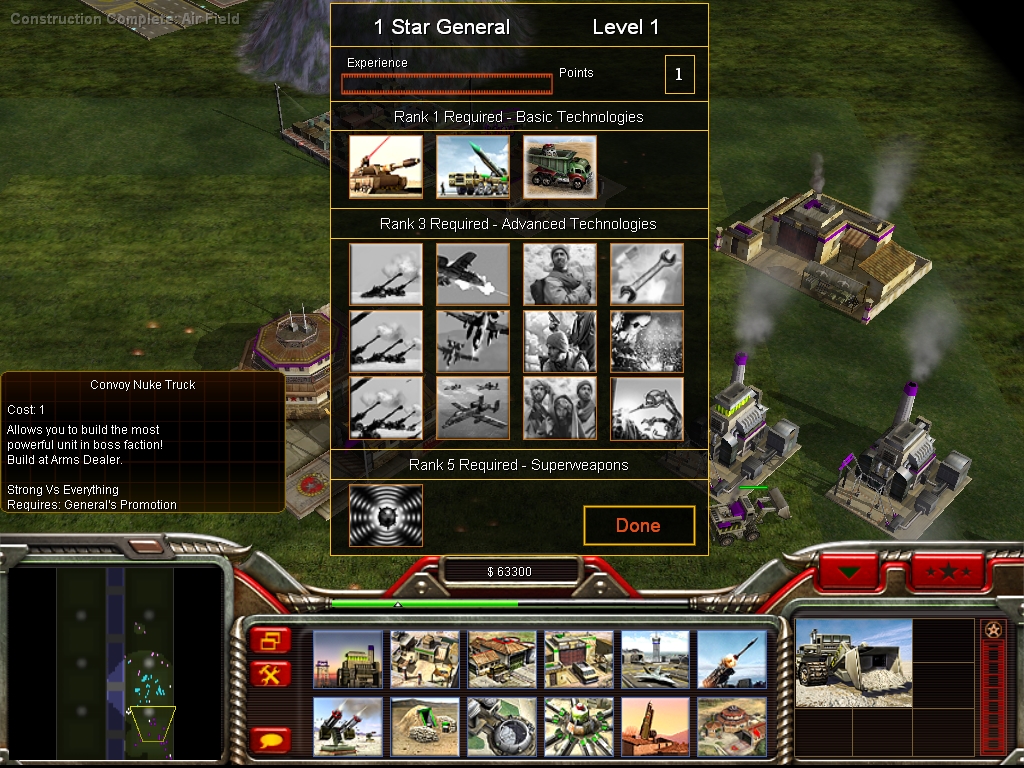 Construction Complete: Air Field
1 Star General Level 1
Experience
Points
1
Rank 1 Required - Basic Technologies
Rank 3 Required - Advanced Technologies
Rank 5 Required - Superweapons
Done
Convoy Nuke Truck
Cost: 1
Allows you to build the most
powerful unit in boss faction!
Build at Arms Dealer.
Strong Vs Everything
Requires: General's Promotion
$ 63300